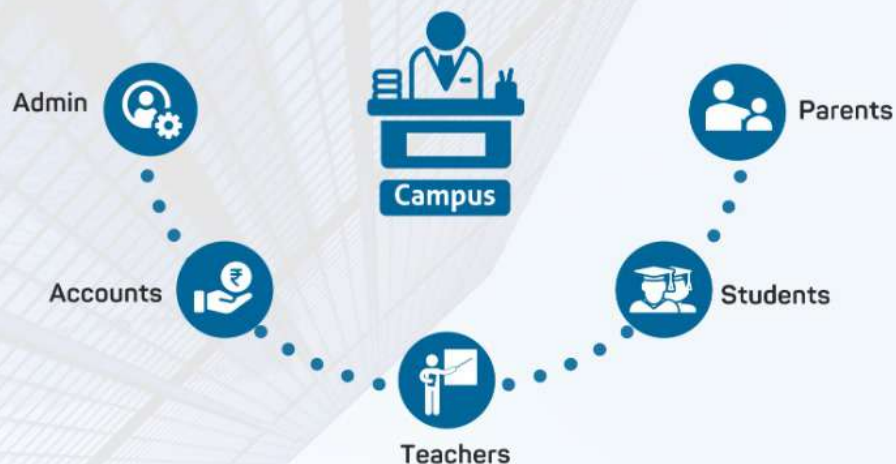 Admin
Parents
Campus
₹
Accounts
Students
Teachers